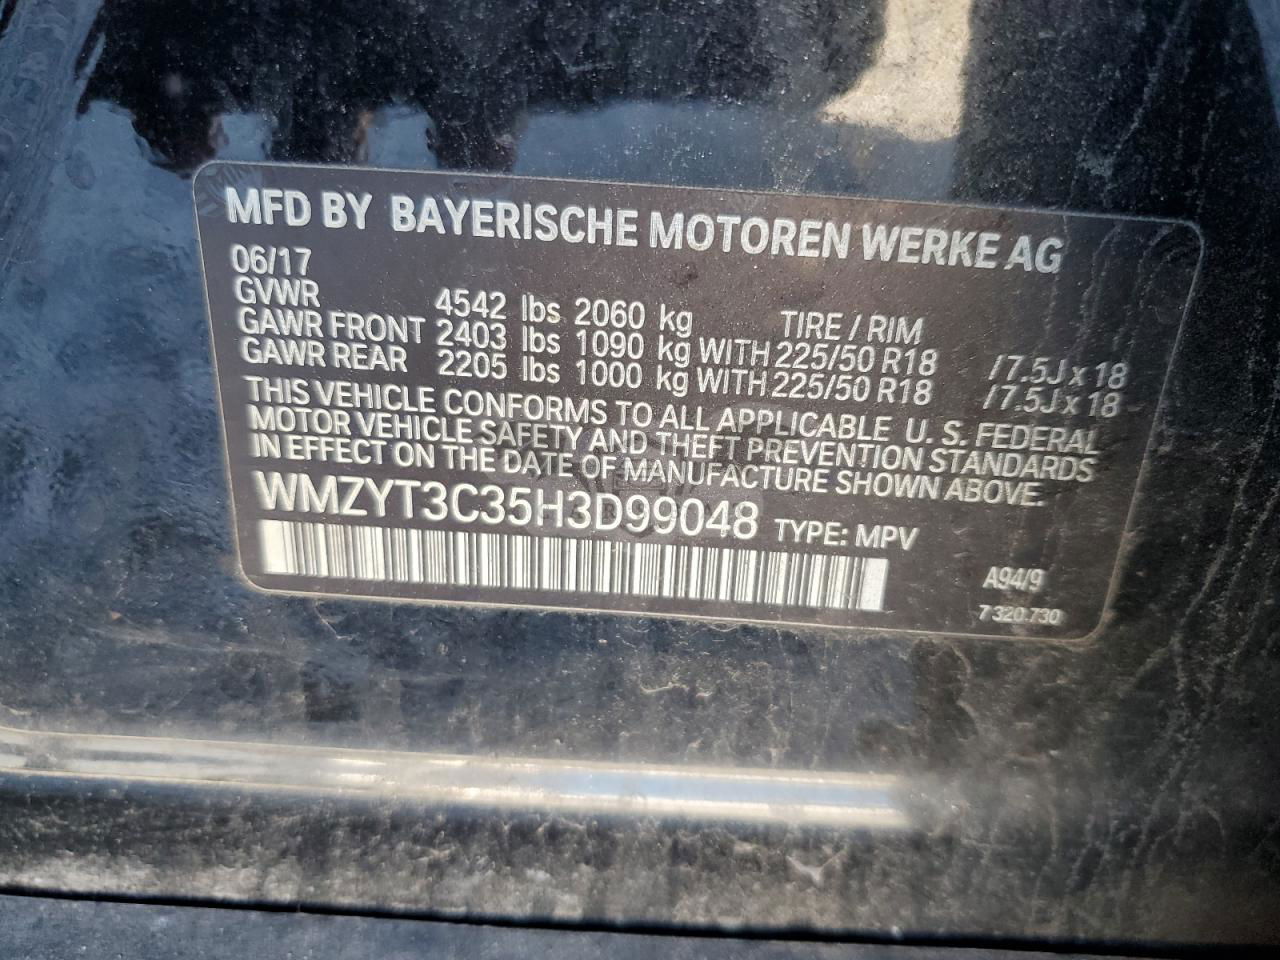 MFD BY BAYERISCHE MOTOREN WERKE AG
06/17
GVWR 4542 lbs 2060 kg TIRE / RIM
GAWR FRONT 2403 lbs 1090 kg WITH 225/50 R18 /7.5J x 18
GAWR REAR 2205 lbs 1000 kg WITH 225/50 R18 /7.5J x 18
THIS VEHICLE CONFORMS TO ALL APPLICABLE U. S. FEDERAL
MOTOR VEHICLE SAFETY AND THEFT PREVENTION STANDARDS
IN EFFECT ON THE DATE OF MANUFACTURE SHOWN ABOVE.
WMZYT3C35H3D99048 TYPE: MPV
A94/9
7 320.730